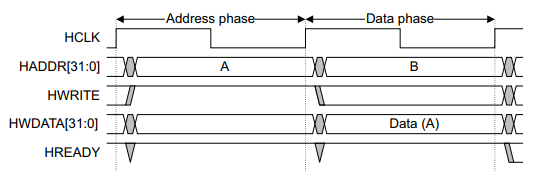 Address phase Data phase
HCLK
HADDR[31:0] A B
HWRITE
HWDATA[31:0] Data (A)
HREADY